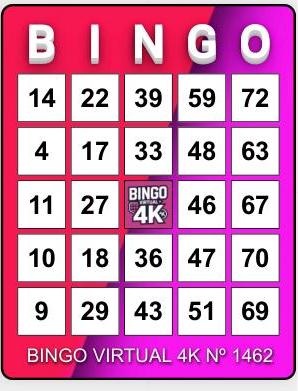 BINGO
14 22 39 59 72
4 17 33 48 63
11 27 BINGO VIRTUAL 4K 46 67
10 18 36 47 70
9 29 43 51 69
BINGO VIRTUAL 4K Nº 1462